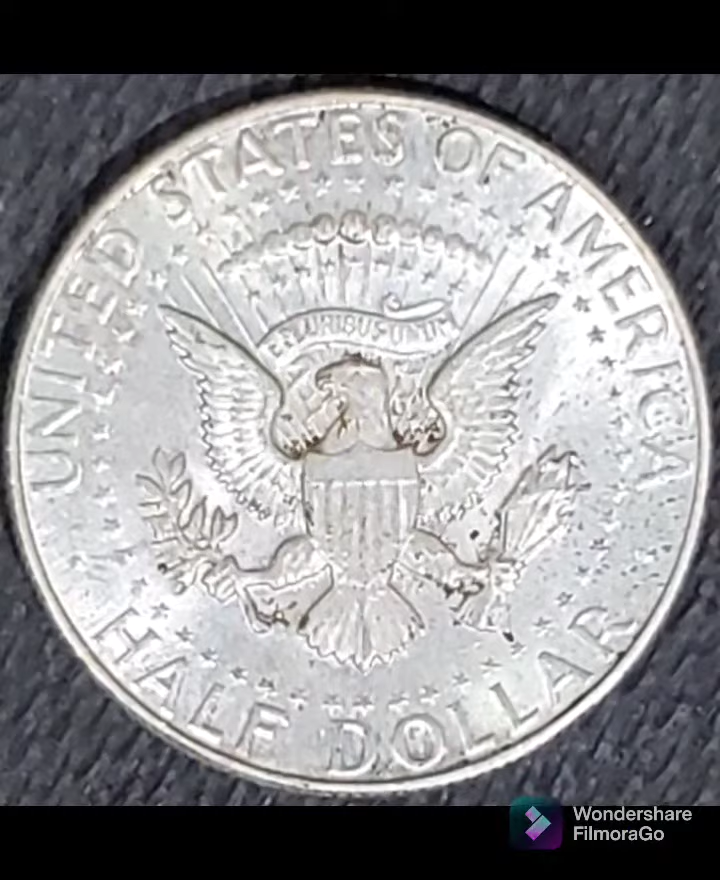 UNITED STATES OF AMERICA
E PLURIBUS UNUM
HALF DOLLAR
Wondershare
FilmoraGo